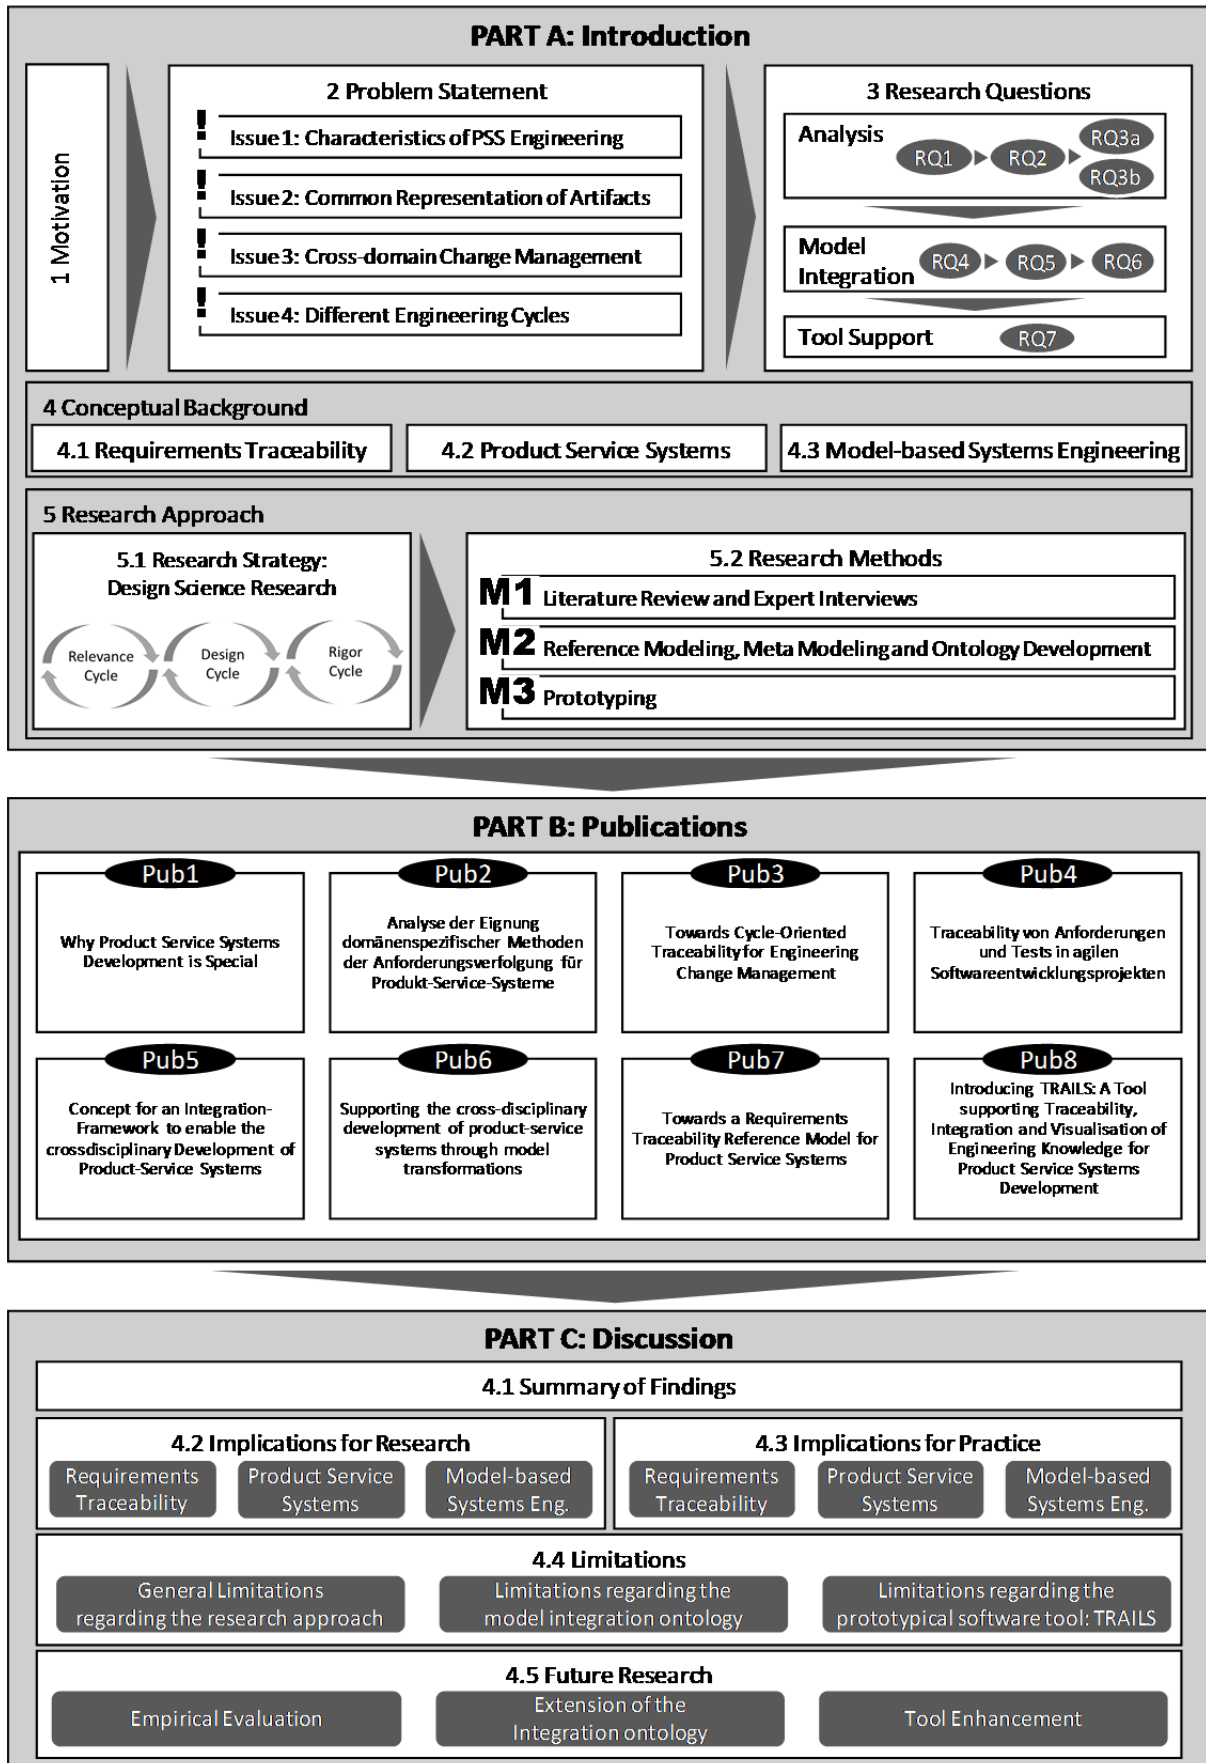 PART A: Introduction
1 Motivation
2 Problem Statement
! Issue 1: Characteristics of PSS Engineering
! Issue 2: Common Representation of Artifacts
! Issue 3: Cross-domain Change Management
! Issue 4: Different Engineering Cycles
3 Research Questions
Analysis
RQ1
RQ2
RQ3a
RQ3b
Model
Integration
RQ4
RQ5
RQ6
Tool Support
RQ7
4 Conceptual Background
4.1 Requirements Traceability
4.2 Product Service Systems
4.3 Model-based Systems Engineering
5 Research Approach
5.1 Research Strategy:
Design Science Research
Relevance
Cycle
Design
Cycle
Rigor
Cycle
5.2 Research Methods
M1 Literature Review and Expert Interviews
M2 Reference Modeling, Meta Modeling and Ontology Development
M3 Prototyping
PART B: Publications
Pub1
Why Product Service Systems
Development is Special
Pub2
Analyse der Eignung
domänenspezifischer Methoden
der Anforderungsverfolgung für
Produkt-Service-Systeme
Pub3
Towards Cycle-Oriented
Traceability for Engineering
Change Management
Pub4
Traceability von Anforderungen
und Tests in agilen
Softwareentwicklungsprojekten
Pub5
Concept for an Integration-
Framework to enable the
crossdisciplinary Development of
Product-Service Systems
Pub6
Supporting the cross-disciplinary
development of product-service
systems through model
transformations
Pub7
Towards a Requirements
Traceability Reference Model for
Product Service Systems
Pub8
Introducing TRAILS: A Tool
supporting Traceability,
Integration and Visualisation of
Engineering Knowledge for
Product Service Systems
Development
PART C: Discussion
4.1 Summary of Findings
4.2 Implications for Research
Requirements
Traceability
Product Service
Systems
Model-based
Systems Eng.
4.3 Implications for Practice
Requirements
Traceability
Product Service
Systems
Model-based
Systems Eng.
4.4 Limitations
General Limitations
regarding the research approach
Limitations regarding the
model integration ontology
Limitations regarding the
prototypical software tool: TRAILS
4.5 Future Research
Empirical Evaluation
Extension of the
Integration ontology
Tool Enhancement